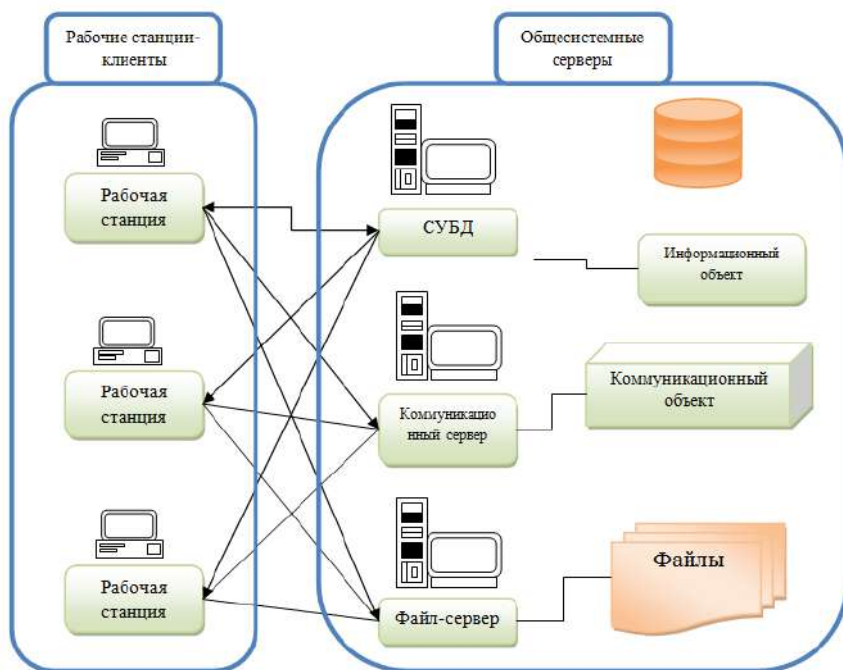 Рабочие станции-
клиенты
Общесистемные
серверы
Рабочая
станция
СУБД
Информационный
объект
Рабочая
станция
Коммуникацио
нный сервер
Коммуникационный
объект
Рабочая
станция
Файл-сервер
Файлы